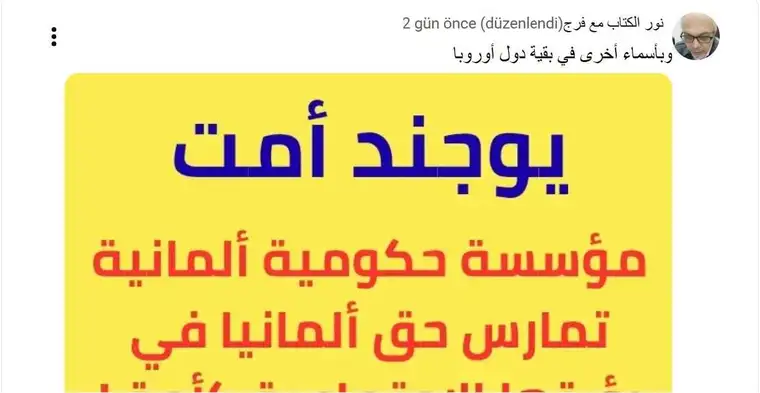 نور الكتاب مع فرج(düzenlendi) 2 gün önce
وبأسماء أخرى في بقية دول أوروبا
يوجند أمت
مؤسسة حكومية ألمانية
تمارس حق ألمانيا في